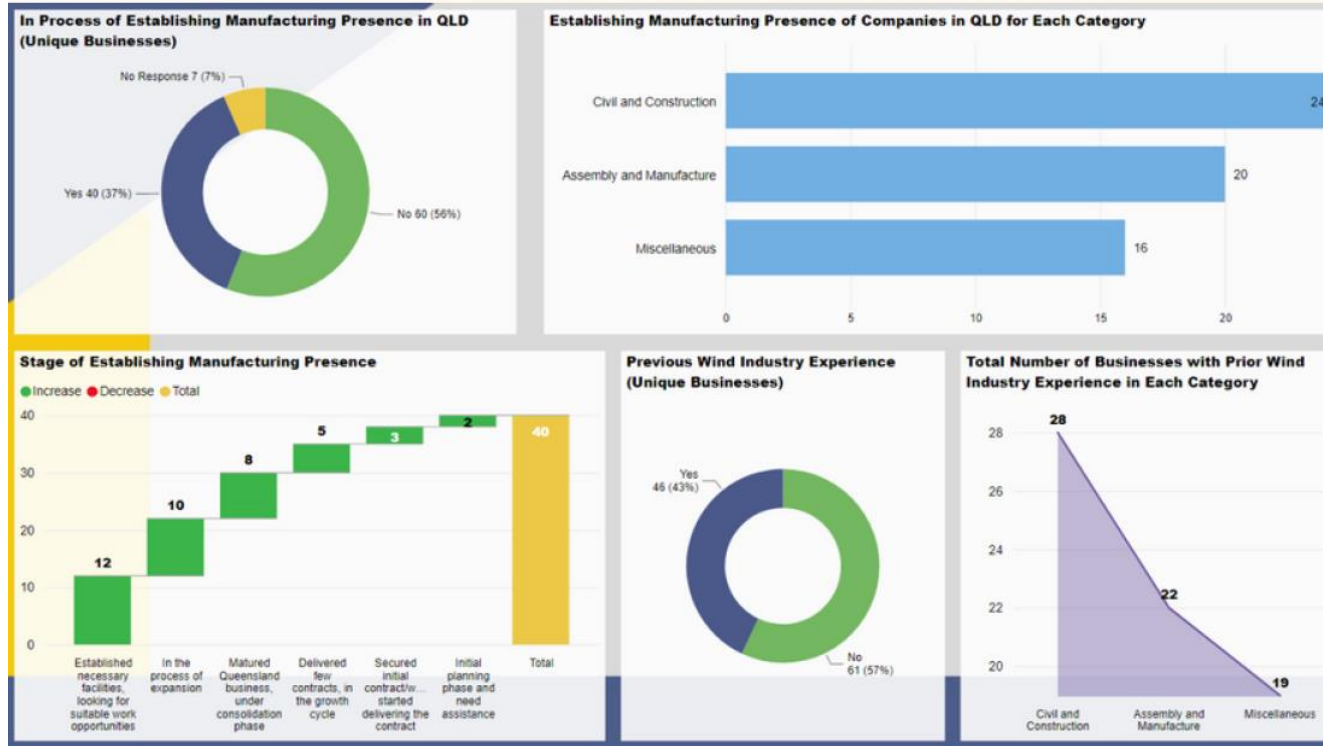 In Process of Establishing Manufacturing Presence in QLD
(Unique Businesses)
No Response 7 (7%)
Yes 40 (37%)
No 60 (56%)
Establishing Manufacturing Presence of Companies in QLD for Each Category
Civil and Construction
24
Assembly and Manufacture
20
Miscellaneous
16
0
5
10
15
20
Stage of Establishing Manufacturing Presence
Increase Decrease Total
40
30
20
10
0
12
10
8
5
3
2
40
Established
necessary
facilities,
looking for
suitable work
opportunities
In the
process of
expansion
Matured
Queensland
business,
under
consolidation
phase
Delivered
few
contracts, in
the growth
cycle
Secured
initial
contract/w...
started
delivering the
contract
Initial
planning
phase and
need
assistance
Total
Previous Wind Industry Experience
(Unique Businesses)
Yes
46 (43%)
No
61 (57%)
Total Number of Businesses with Prior Wind
Industry Experience in Each Category
28
26
24
22
20
28
22
19
Civil and
Construction
Assembly and
Manufacture
Miscellaneous